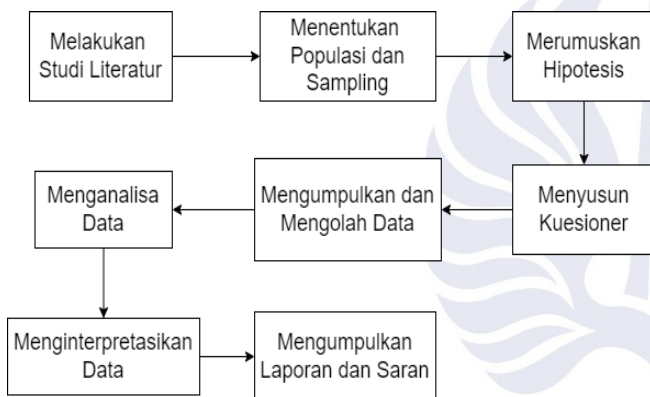 Melakukan
Studi Literatur
Menentukan
Populasi dan
Sampling
Merumuskan
Hipotesis
Menyusun
Kuesioner
Mengumpulkan dan
Mengolah Data
Menganalisa
Data
Menginterpretasikan
Data
Mengumpulkan
Laporan dan Saran